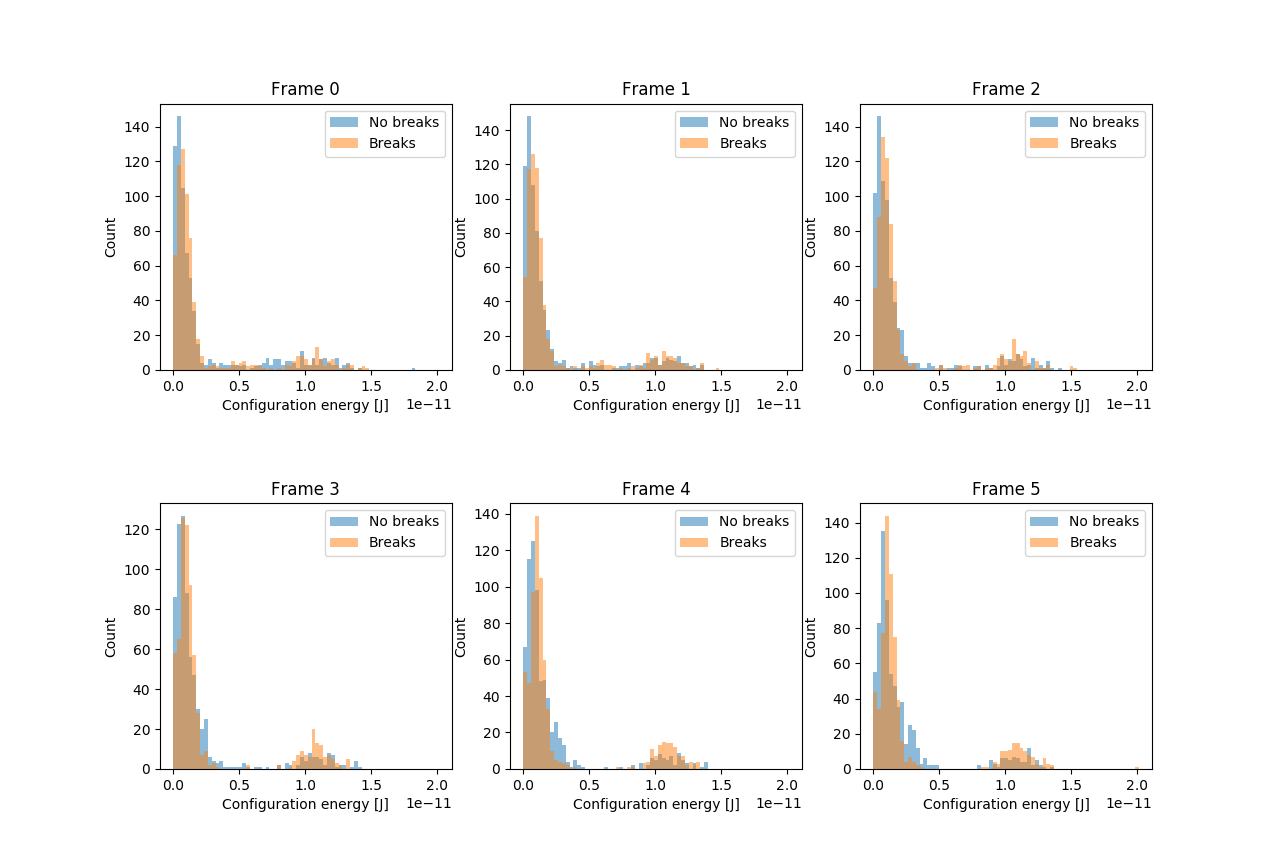 Frame 0
Count
140
120
100
80
60
40
20
0
No breaks
Breaks
0.0 0.5 1.0 1.5 2.0
Configuration energy [J]
1e−11
Frame 1
Count
140
120
100
80
60
40
20
0
No breaks
Breaks
0.0 0.5 1.0 1.5 2.0
Configuration energy [J]
1e−11
Frame 2
Count
140
120
100
80
60
40
20
0
No breaks
Breaks
0.0 0.5 1.0 1.5 2.0
Configuration energy [J]
1e−11
Frame 3
Count
120
100
80
60
40
20
0
No breaks
Breaks
0.0 0.5 1.0 1.5 2.0
Configuration energy [J]
1e−11
Frame 4
Count
140
120
100
80
60
40
20
0
No breaks
Breaks
0.0 0.5 1.0 1.5 2.0
Configuration energy [J]
1e−11
Frame 5
Count
140
120
100
80
60
40
20
0
No breaks
Breaks
0.0 0.5 1.0 1.5 2.0
Configuration energy [J]
1e−11